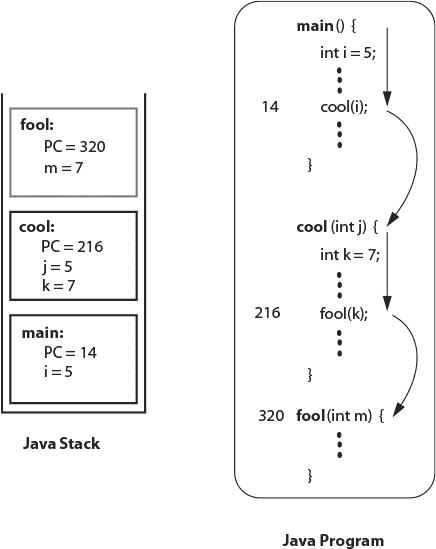 fool:
PC = 320
m = 7
cool:
PC = 216
j = 5
k = 7
main:
PC = 14
i = 5
Java Stack
main() {
int i = 5;
14 cool(i);
}
cool (int j) {
int k = 7;
216 fool(k);
}
320 fool(int m) {
}
Java Program